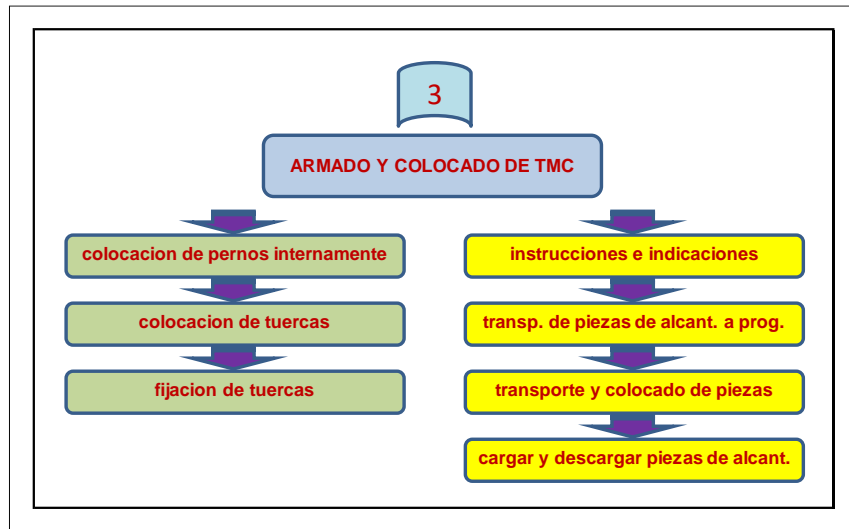 3
ARMADO Y COLOCADO DE TMC
colocacion de pernos internamente
colocacion de tuercas
fijacion de tuercas
instrucciones e indicaciones
transp. de piezas de alcant. a prog.
transporte y colocado de piezas
cargar y descargar piezas de alcant.